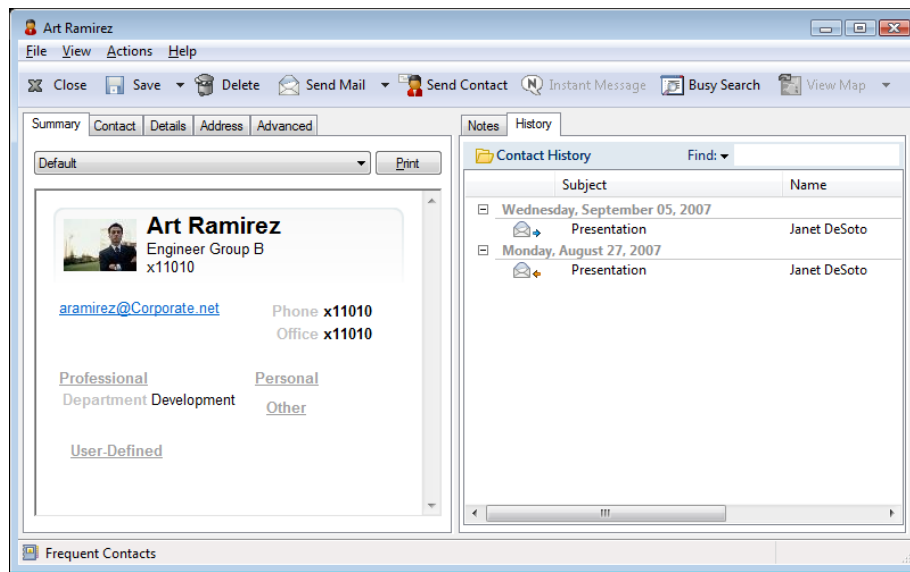 Art Ramirez
File View Actions Help
Close Save Delete Send Mail Send Contact Instant Message Busy Search View Map
Summary Contact Details Address Advanced
Default Print
Art Ramirez
Engineer Group B
x11010
aramirez@Corporate.net
Phone x11010
Office x11010
Professional
Department Development
Personal
Other
User-Defined
Notes History
Contact History Find:
Subject Name
Wednesday, September 05, 2007
Presentation Janet DeSoto
Monday, August 27, 2007
Presentation Janet DeSoto
Frequent Contacts